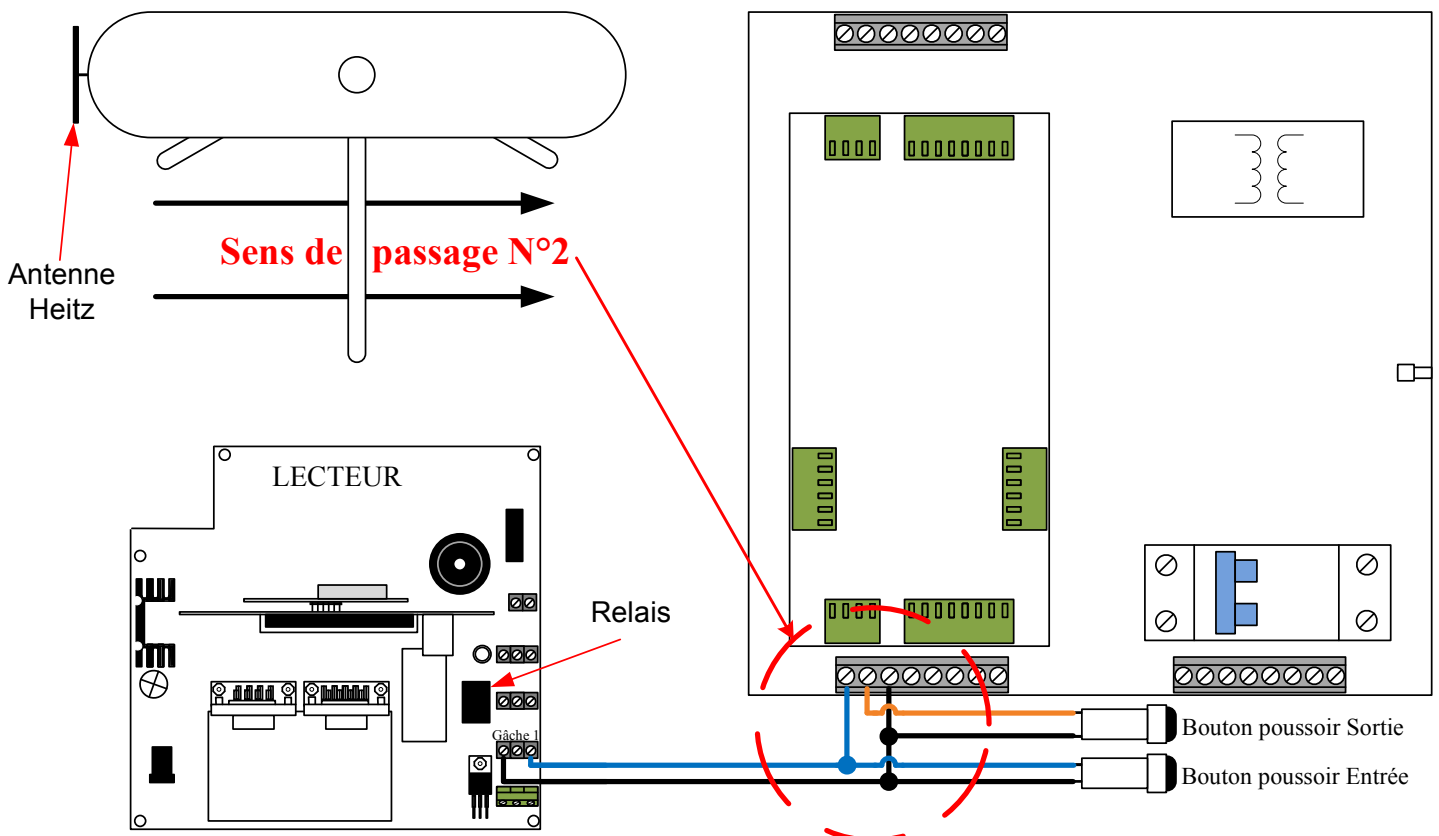 Sens de passage N°2
Antenne
Heitz
LECTEUR
Relais
Gâche 1
Bouton poussoir Sortie
Bouton poussoir Entrée